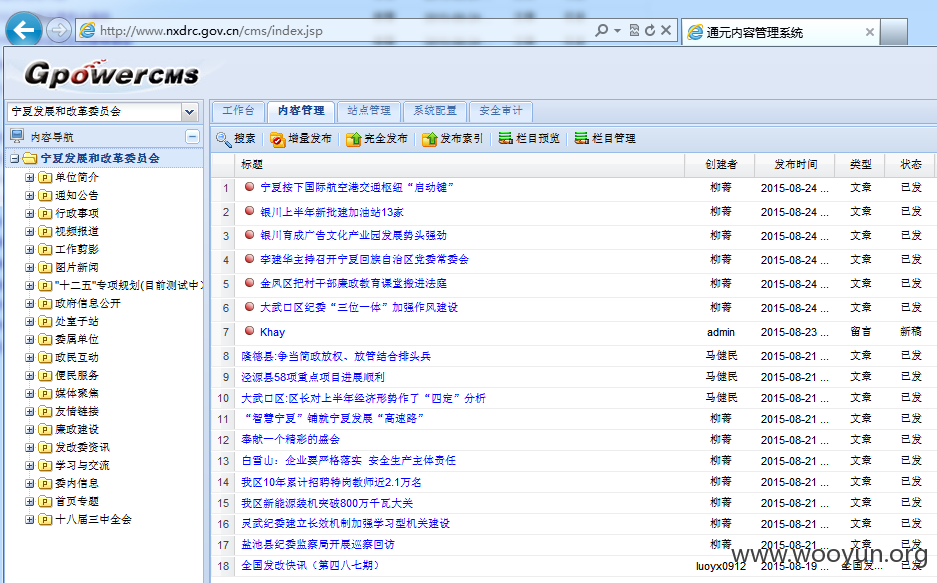 http://www.nxdrc.gov.cn/cms/index.jsp
通元内容管理系统
GpowerCMS
宁夏发展和改革委员会
工作台 内容管理 站点管理 系统配置 安全审计
内容导航
搜索 增量发布 完全发布 发布索引 栏目预览 栏目管理
宁夏发展和改革委员会
单位简介
通知公告
行政事项
视频报道
工作剪影
图片新闻
"十二五"专项规划(目前测试中)
政府信息公开
处室子站
委属单位
政民互动
便民服务
媒体聚焦
友情链接
廉政建设
发改委资讯
学习与交流
委内信息
首页专题
十八届三中全会
标题 创建者 发布时间 类型 状态
1 宁夏按下国际航空港交通枢纽“启动键” 柳蒋 2015-08-24 ... 文章 已发
2 银川上半年新批建加油站13家 柳蒋 2015-08-24 ... 文章 已发
3 银川育成广告文化产业园发展势头强劲 柳蒋 2015-08-24 ... 文章 已发
4 李建华主持召开宁夏回族自治区党委常委会 柳蒋 2015-08-24 ... 文章 已发
5 金凤区把村干部廉政教育课堂搬进法庭 柳蒋 2015-08-24 ... 文章 已发
6 大武口区纪委“三位一体”加强作风建设 柳蒋 2015-08-24 ... 文章 已发
7 Khay admin 2015-08-23 ... 留言 新稿
8 隆德县:争当简政放权、放管结合排头兵 马健民 2015-08-21 ... 文章 已发
9 泾源县58项重点项目进展顺利 马健民 2015-08-21 ... 文章 已发
10 大武口区:区长对上半年经济形势作了“四定”分析 马健民 2015-08-21 ... 文章 已发
11 “智慧宁夏”铺就宁夏发展“高速路” 柳蒋 2015-08-21 ... 文章 已发
12 奉献一个精彩的盛会 柳蒋 2015-08-21 ... 文章 已发
13 白雪山：企业要严格落实 安全生产主体责任 柳蒋 2015-08-21 ... 文章 已发
14 我区10年累计招聘特岗教师近2.1万名 柳蒋 2015-08-21 ... 文章 已发
15 我区新能源装机突破800万千瓦大关 柳蒋 2015-08-21 ... 文章 已发
16 灵武纪委建立长效机制加强学习型机关建设 柳蒋 2015-08-21 ... 文章 已发
17 盐池县纪委监察局开展巡察回访 柳蒋 2015-08-21 ... 文章 已发
18 全国发改快讯（第四八七期） luoyx0912 2015-08-19 ... 全国发... 已发
www.wooyun.org